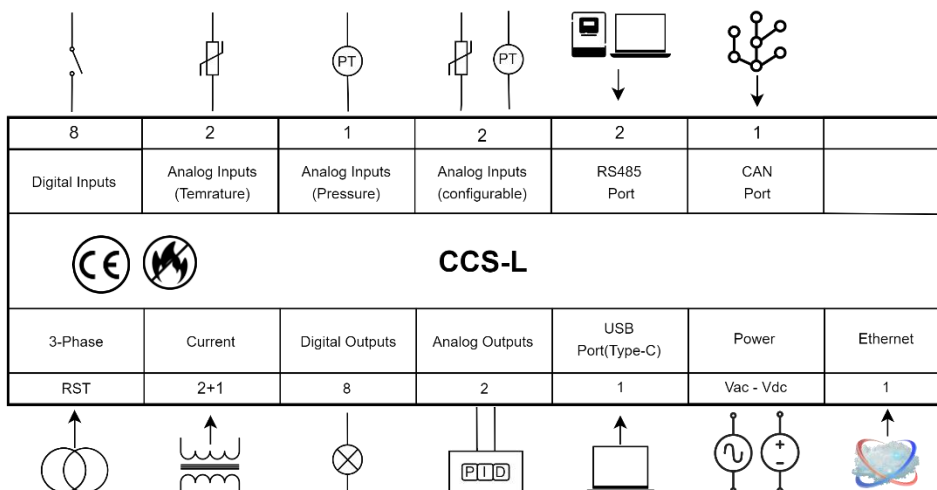 PT
PT
8
2
1
2
2
1
Digital Inputs
Analog Inputs
(Temrature)
Analog Inputs
(Pressure)
Analog Inputs
(configurable)
RS485
Port
CAN
Port
CE
CCS-L
3-Phase
Current
Digital Outputs
Analog Outputs
USB
Port(Type-C)
Power
Ethernet
RST
2+1
8
2
1
Vac - Vdc
1
PID